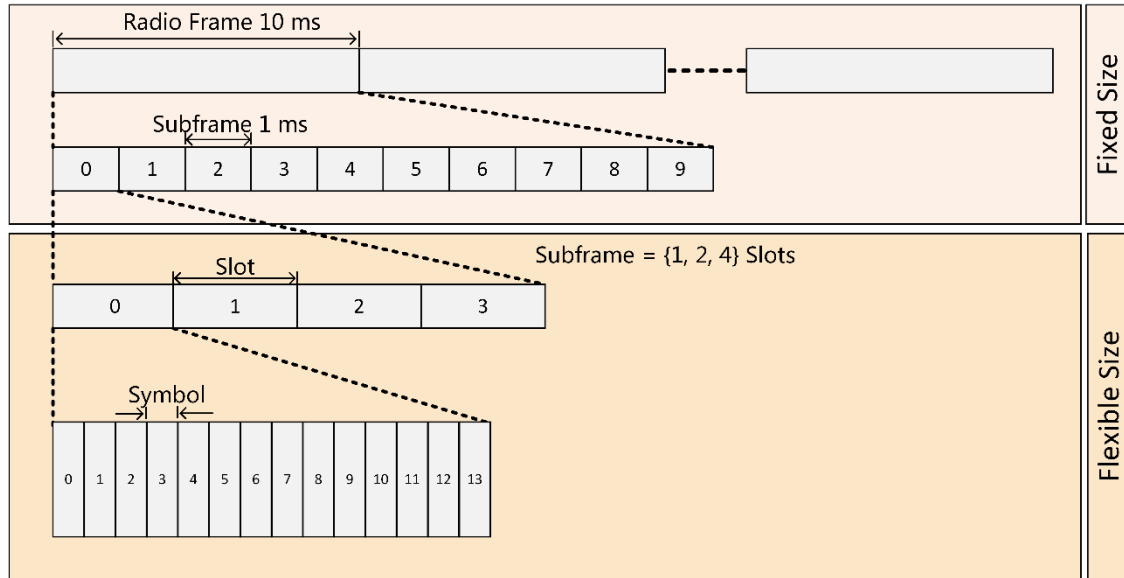 Radio Frame 10 ms
Subframe 1 ms
0 1 2 3 4 5 6 7 8 9
Fixed Size
Subframe = {1, 2, 4} Slots
Slot
0 1 2 3
Symbol
0 1 2 3 4 5 6 7 8 9 10 11 12 13
Flexible Size